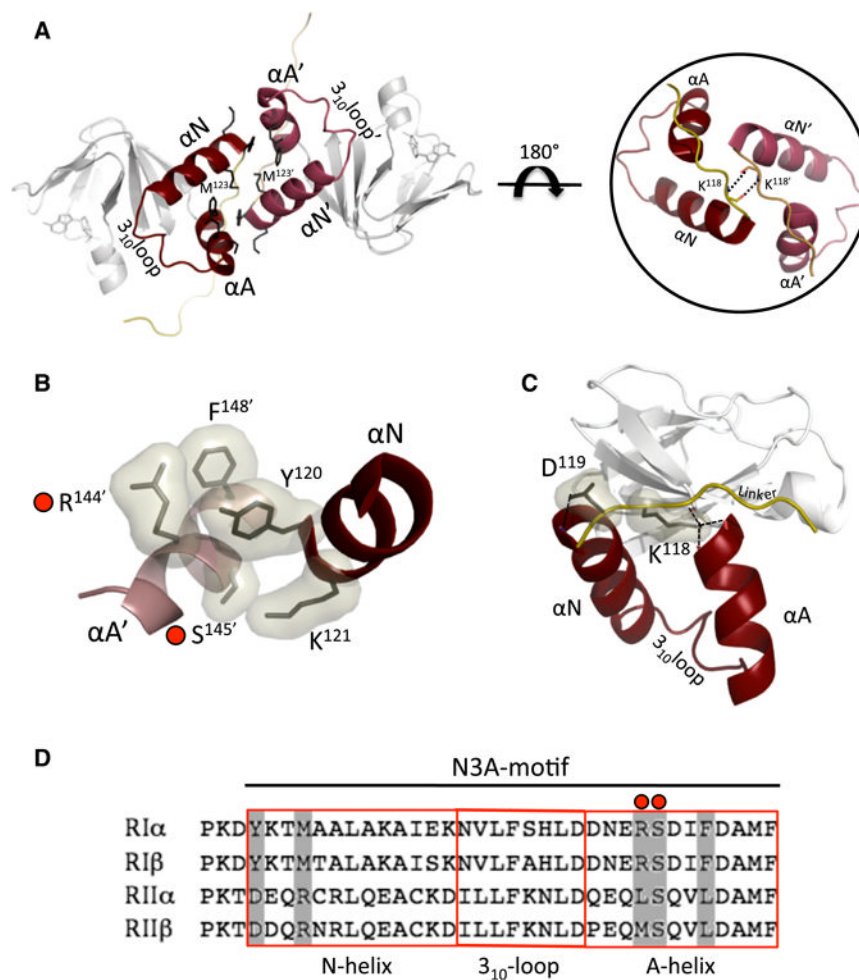 A
αA'
3₁₀loop'
αN
M¹²³
M¹²³'
αN'
3₁₀loop
αA
180°
αA
αN'
K¹¹⁸
K¹¹⁸'
αN
αA'
B
F¹⁴⁸'
αN
Y¹²⁰
R¹⁴⁴'
αA'
S¹⁴⁵'
K¹²¹
C
D¹¹⁹
Linker
K¹¹⁸
αN
αA
3₁₀loop
D
N3A-motif
RIα PKDYKTMAALAKAIEKNVLFSHLDDNERSDIFDAMF
RIβ PKDYKTMTALAKAISKNVLFAHLDDNERSDIFDAMF
RIIα PKTDEQRCRLQEACKDILLFKNLDQEQLSQVLDAMF
RIIβ PKTDDQRNRLQEACKDILLFKNLDPEQMSQVLDAMF
N-helix 3₁₀-loop A-helix